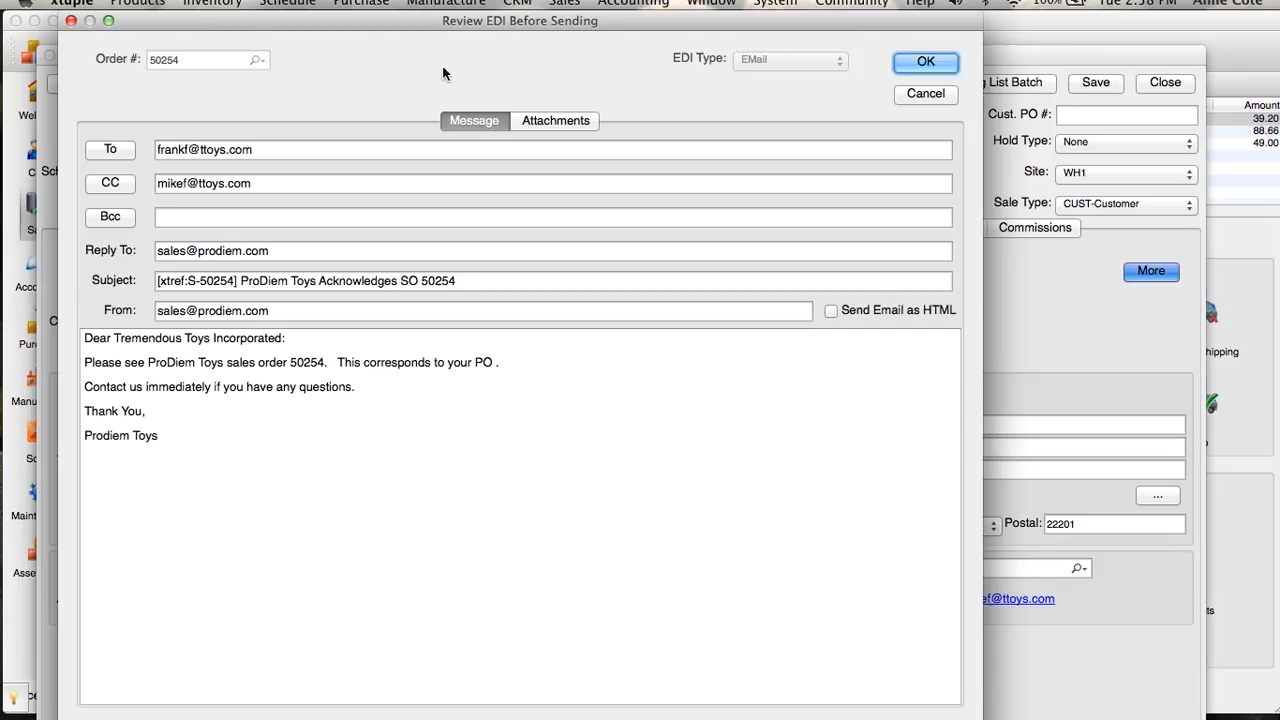 xtuple Products Inventory Schedule Purchase Manufacture CRM Sales Accounting Window System Community Help 100% Tue 2:58 PM Anne Cote
Review EDI Before Sending
Order #: 50254
EDI Type: EMail
OK
Cancel
Message Attachments
To frankf@ttoys.com
CC mikef@ttoys.com
Bcc
Reply To: sales@prodiem.com
Subject: [xtref:S-50254] ProDiem Toys Acknowledges SO 50254
From: sales@prodiem.com
Send Email as HTML
Dear Tremendous Toys Incorporated:
Please see ProDiem Toys sales order 50254. This corresponds to your PO .
Contact us immediately if you have any questions.
Thank You,
Prodiem Toys
g List Batch Save Close
Cust. PO #:
Hold Type: None
Site: WH1
Sale Type: CUST-Customer
Commissions
More
...
Postal: 22201
ef@ttoys.com
Amount
39.20
88.66
49.00
hipping
ts
Wel
C
Sch
Sa
Acco
Pur
Manu
Sc
Maint
Asse